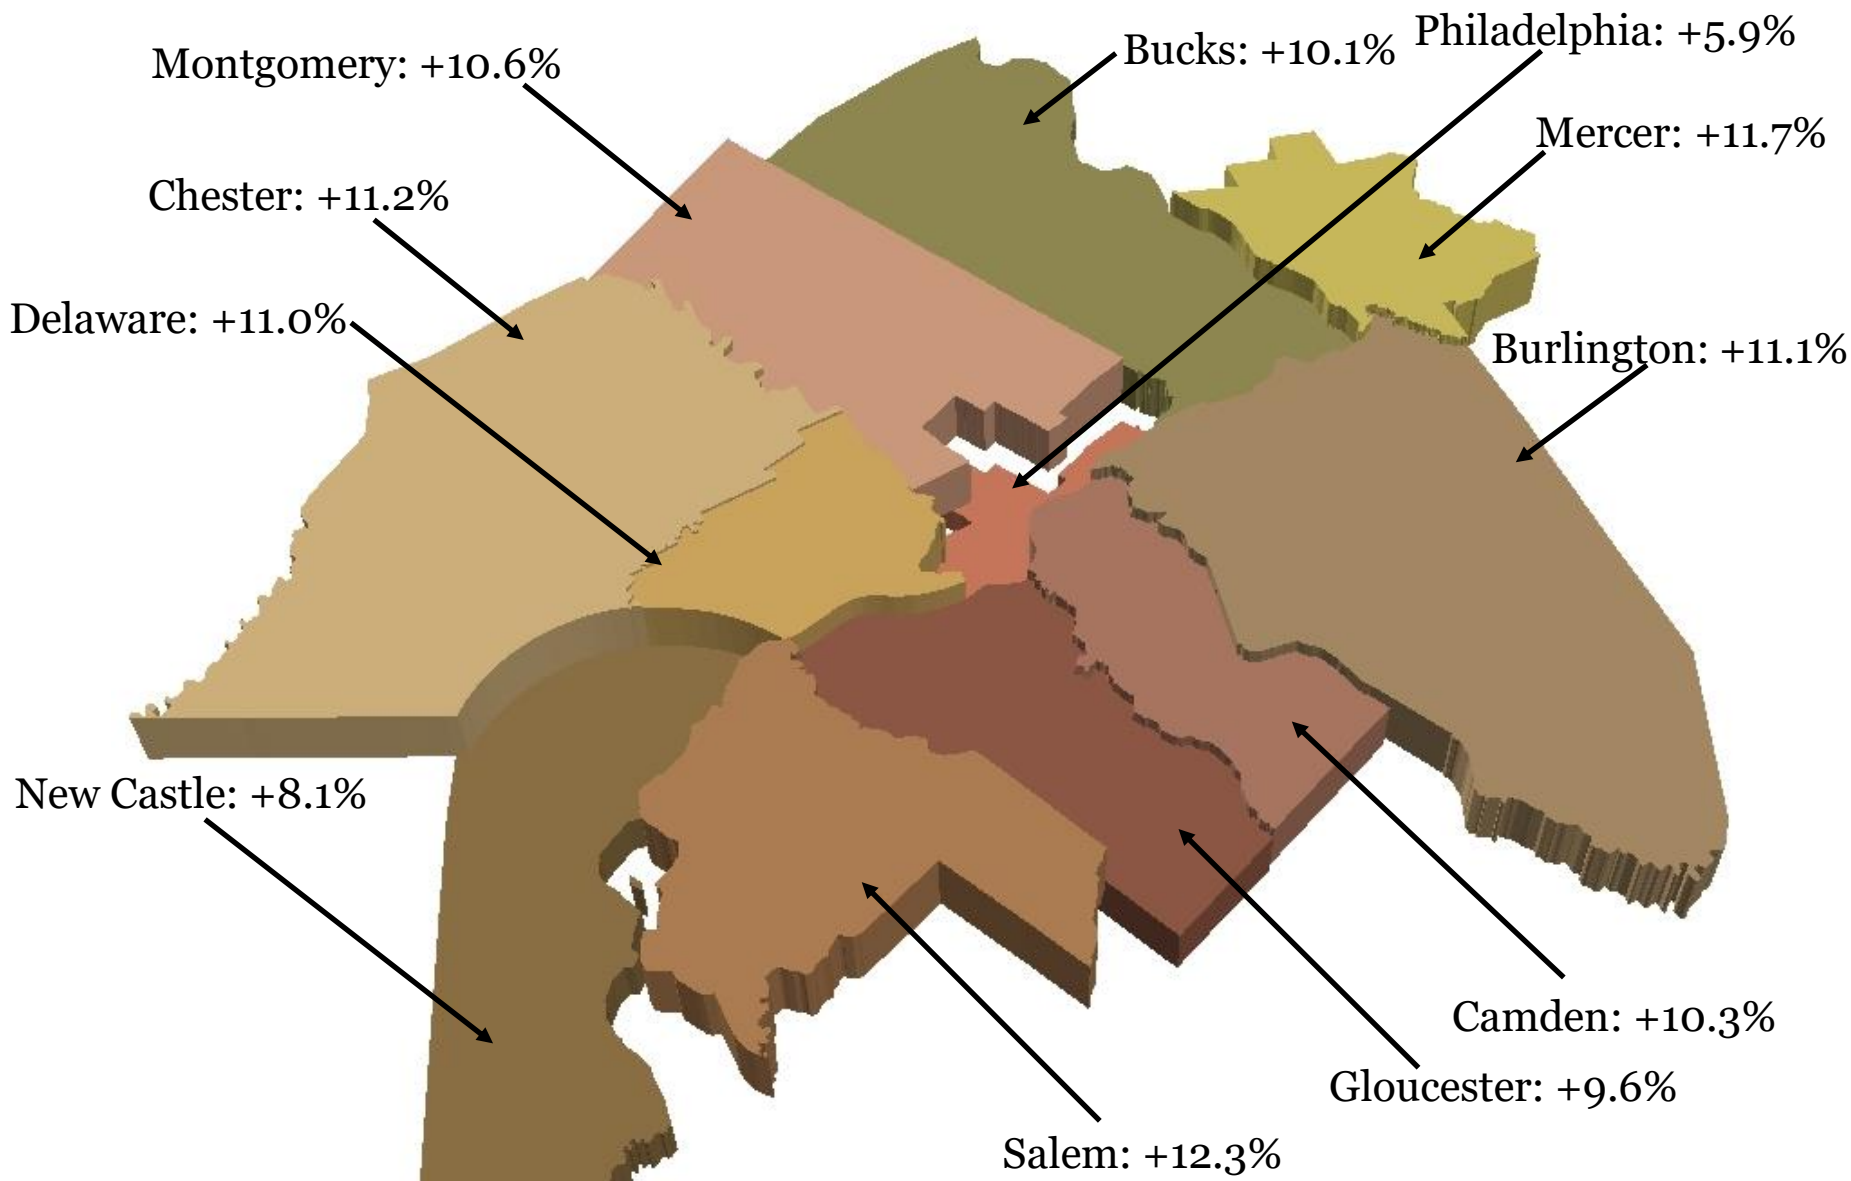 Philadelphia: +5.9%
Bucks: +10.1%
Montgomery: +10.6%
Mercer: +11.7%
Chester: +11.2%
Delaware: +11.0%
Burlington: +11.1%
New Castle: +8.1%
Camden: +10.3%
Gloucester: +9.6%
Salem: +12.3%